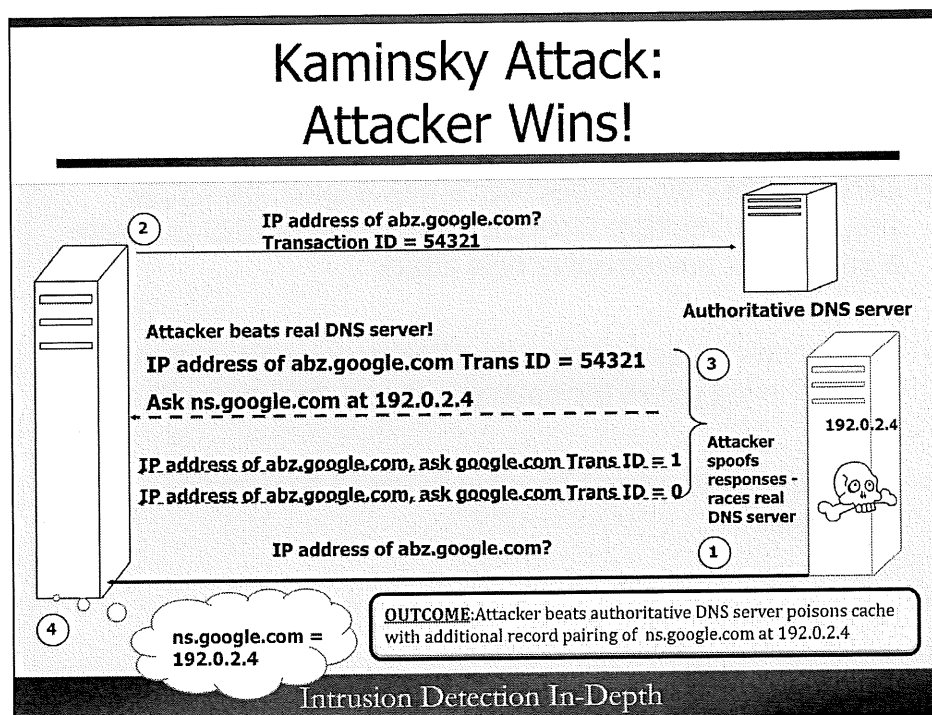 Kaminsky Attack:
Attacker Wins!
2
IP address of abz.google.com?
Transaction ID = 54321
Authoritative DNS server
Attacker beats real DNS server!
IP address of abz.google.com Trans ID = 54321
3
Ask ns.google.com at 192.0.2.4
192.0.2.4
Attacker
spoofs
responses -
races real
DNS server
IP address of abz.google.com, ask google.com Trans ID = 1
IP address of abz.google.com, ask google.com Trans ID = 0
IP address of abz.google.com?
1
4
ns.google.com =
192.0.2.4
OUTCOME:Attacker beats authoritative DNS server poisons cache
with additional record pairing of ns.google.com at 192.0.2.4
Intrusion Detection In-Depth